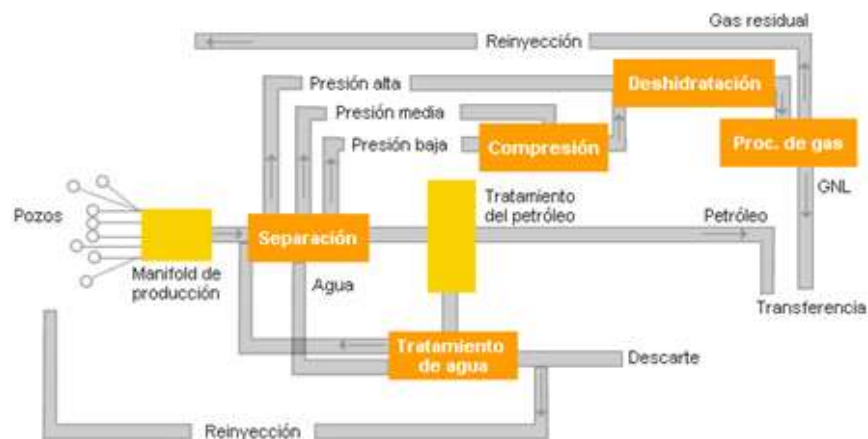 Gas residual
Reinyección
Presión alta
Deshidratación
Presión media
Presión baja
Compresión
Proc. de gas
Tratamiento
del petróleo
GNL
Pozos
Separación
Petróleo
Manifold de
producción
Agua
Transferencia
Tratamiento
de agua
Descarte
Reinyección